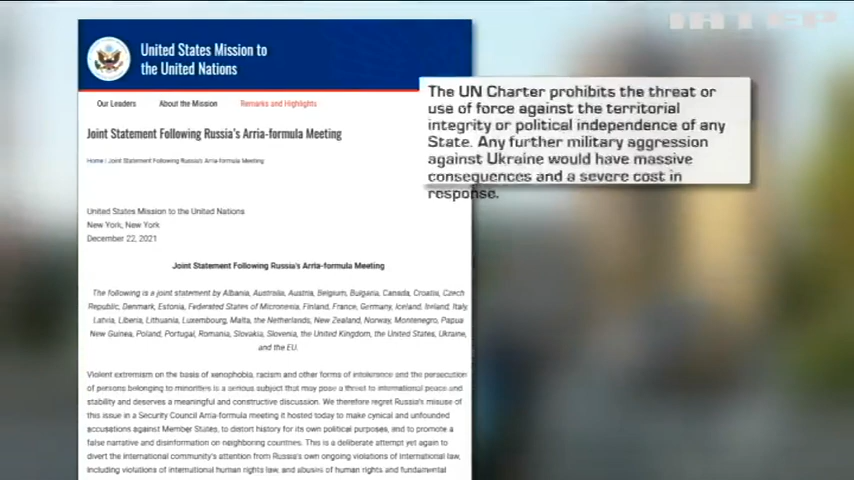 ІНТЕР
United States Mission to
the United Nations
Our Leaders About the Mission Remarks and Highlights
Joint Statement Following Russia's Arria-formula Meeting
Home / Joint Statement Following Russia's Arria-formula Meeting
United States Mission to the United Nations
New York, New York
December 22, 2021
Joint Statement Following Russia's Arria-formula Meeting
The following is a joint statement by Albania, Australia, Austria, Belgium, Bulgaria, Canada, Croatia, Czech
Republic, Denmark, Estonia, Federated States of Micronesia, Finland, France, Germany, Iceland, Ireland, Italy,
Latvia, Liberia, Lithuania, Luxembourg, Malta, the Netherlands, New Zealand, Norway, Montenegro, Papua
New Guinea, Poland, Portugal, Romania, Slovakia, Slovenia, the United Kingdom, the United States, Ukraine,
and the EU.
Violent extremism on the basis of xenophobia, racism and other forms of intolerance and the persecution
of persons belonging to minorities is a serious subject that may pose a threat to international peace and
stability and deserves a meaningful and constructive discussion. We therefore regret Russia's misuse of
this issue in a Security Council Arria-formula meeting it hosted today to make cynical and unfounded
accusations against Member States, to distort history for its own political purposes, and to promote a
false narrative and disinformation on neighboring countries. This is a deliberate attempt yet again to
divert the international community's attention from Russia's own ongoing violations of international law,
including violations of international human rights law, and abuses of human rights and fundamental
The UN Charter prohibits the threat or
use of force against the territorial
integrity or political independence of any
State. Any further military aggression
against Ukraine would have massive
consequences and a severe cost in
response.